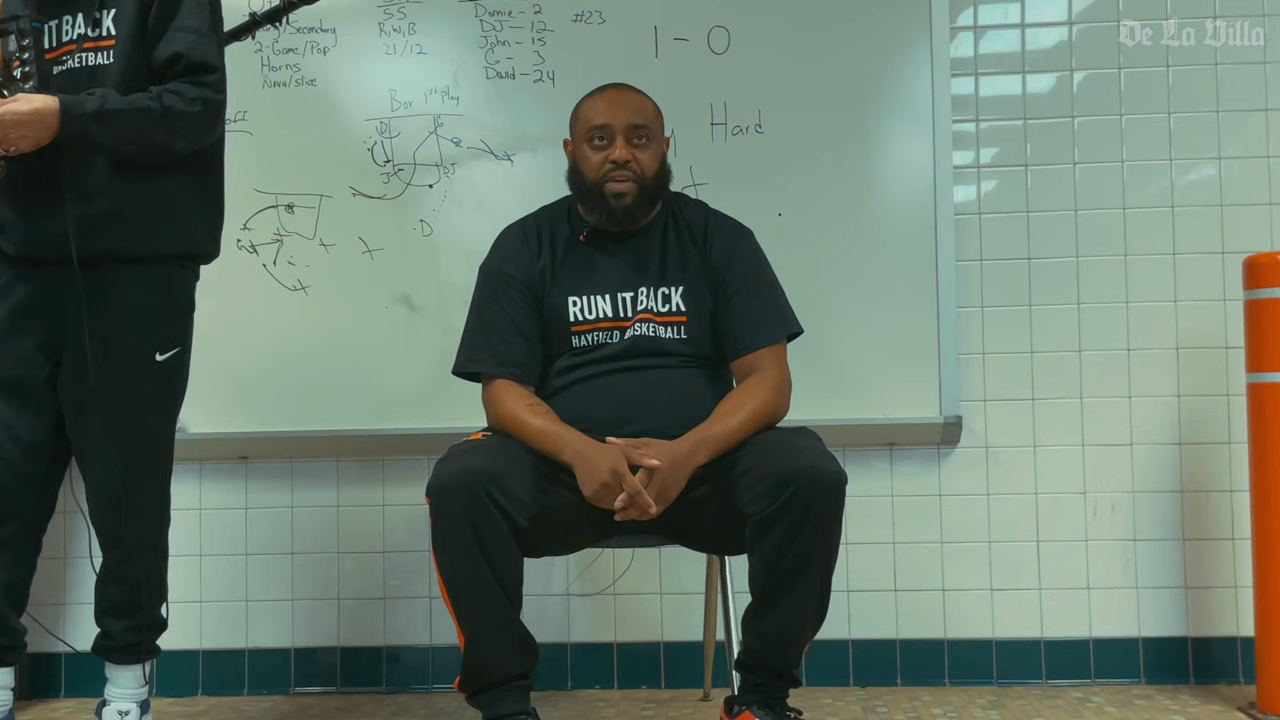 IT BACK
BASKETBALL
/Secondary
2-Game/Pop
Horns
Nova/slice
SS
R,W,B
21/12
Donnie - 2
DJ - 12
John - 15
C - 3
David - 24
#23
1 - 0
Hard
Box 1st play
DJ
D
RUN IT BACK
HAYFIELD BASKETBALL
De La Villa